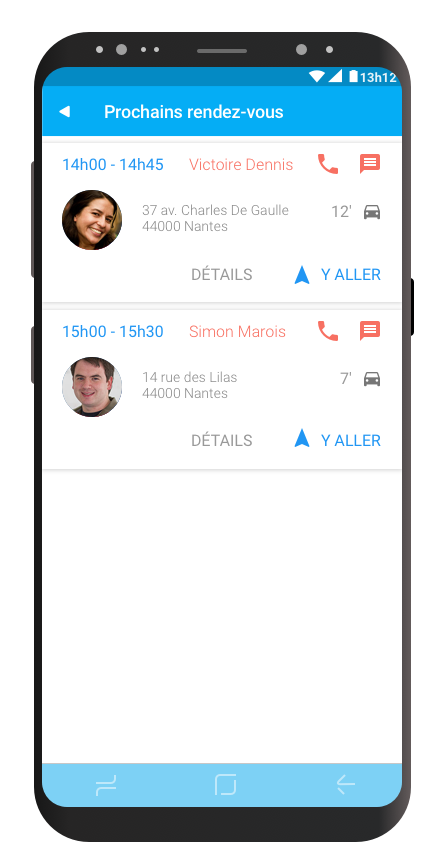 13h12
Prochains rendez-vous
14h00 - 14h45 Victoire Dennis
37 av. Charles De Gaulle 12'
44000 Nantes
DÉTAILS Y ALLER
15h00 - 15h30 Simon Marois
14 rue des Lilas 7'
44000 Nantes
DÉTAILS Y ALLER